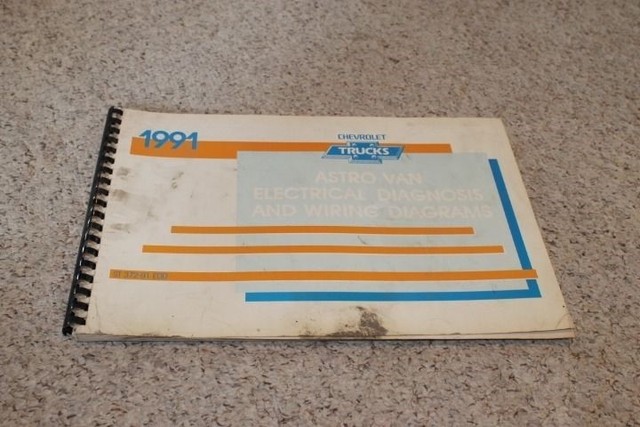 1991
CHEVROLET
TRUCKS
ASTRO VAN
ELECTRICAL DIAGNOSIS
AND WIRING DIAGRAMS